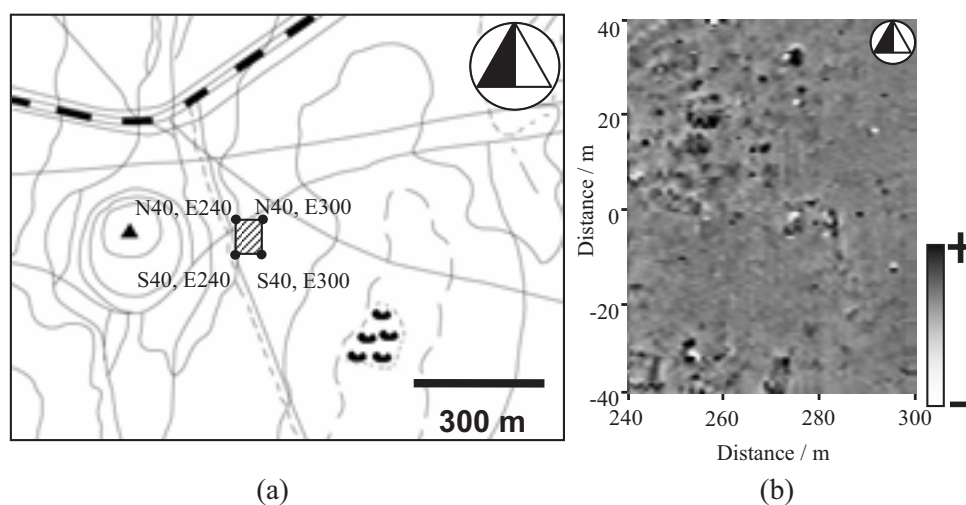 N40, E240 N40, E300
S40, E240 S40, E300
300 m
(a)
40
20
0
-20
-40
Distance / m
240 260 280 300
Distance / m
+
-
(b)